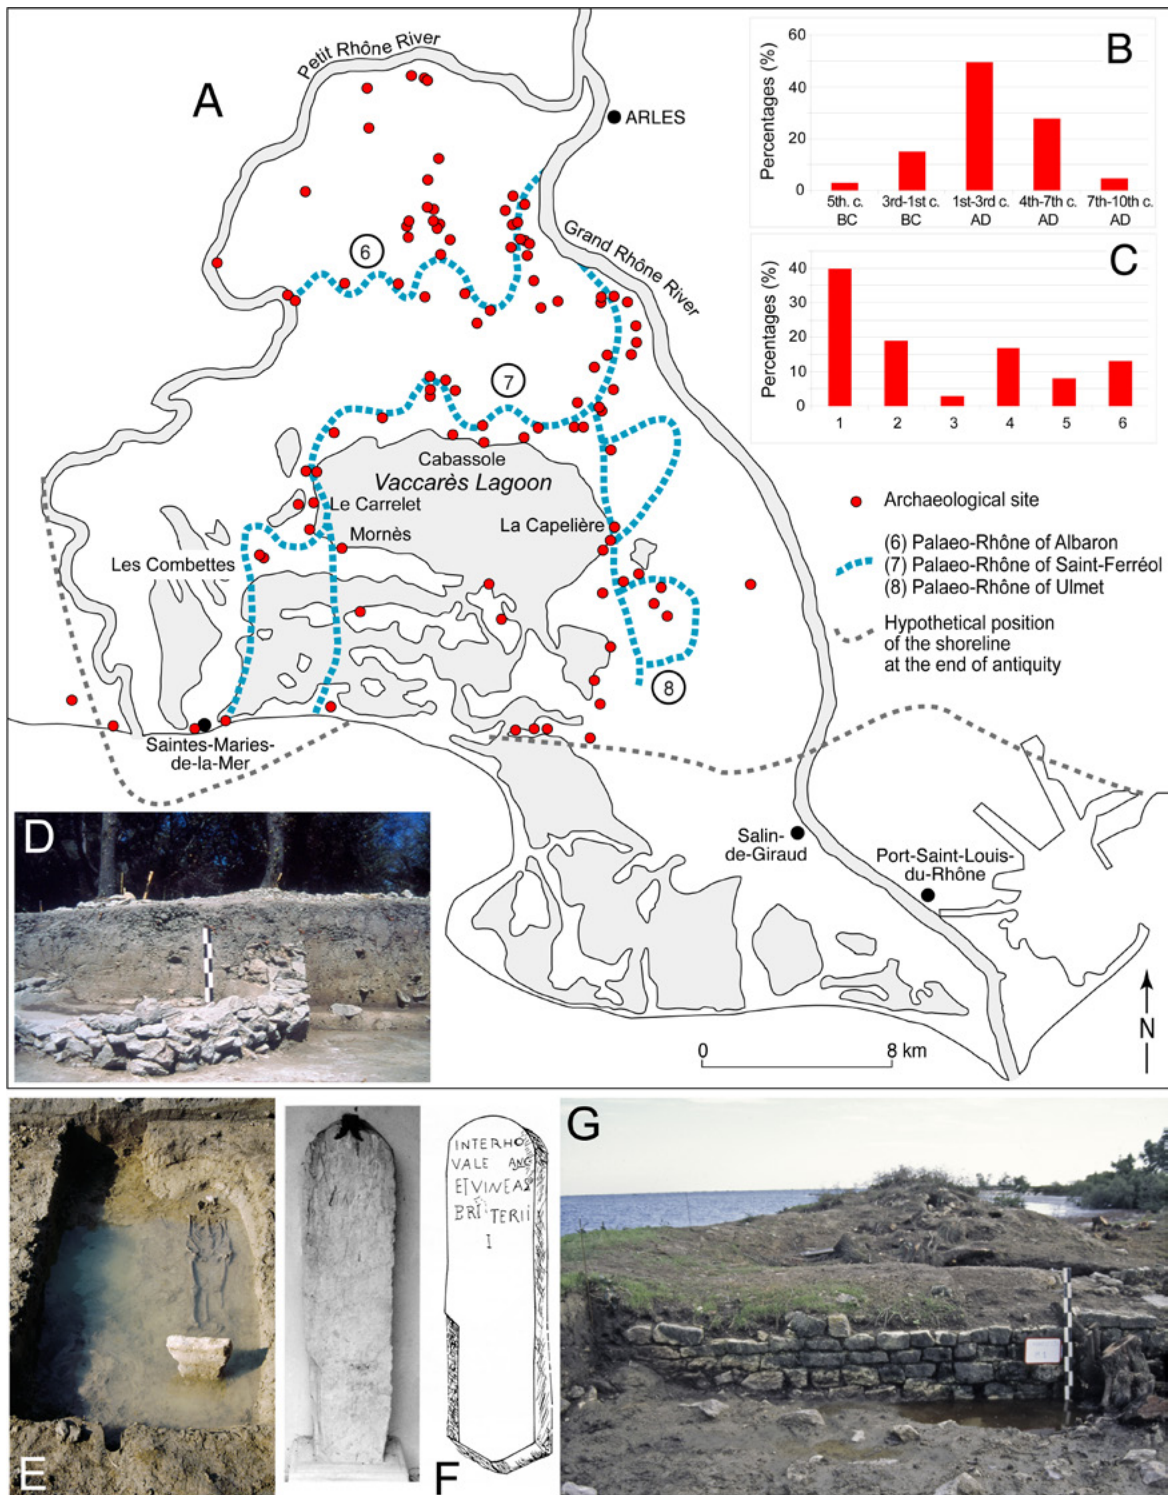 A
Petit Rhône River
ARLES
Grand Rhône River
6
7
8
Cabassole
Vaccarès Lagoon
Le Carrelet
Mornès
La Capelière
Les Combettes
Saintes-Maries-
de-la-Mer
Salin-
de-Giraud
Port-Saint-Louis-
du-Rhône
0 8 km
N
B
Percentages (%)
60
40
20
0
5th. c.
BC
3rd-1st c.
BC
1st-3rd c.
AD
4th-7th c.
AD
7th-10th c.
AD
C
Percentages (%)
40
30
20
10
0
1 2 3 4 5 6
Archaeological site
(6) Palaeo-Rhône of Albaron
(7) Palaeo-Rhône of Saint-Ferréol
(8) Palaeo-Rhône of Ulmet
Hypothetical position
of the shoreline
at the end of antiquity
D
E
F
INTERHO
VALE ANC
ETVINEAS
BRITTERII
I
G